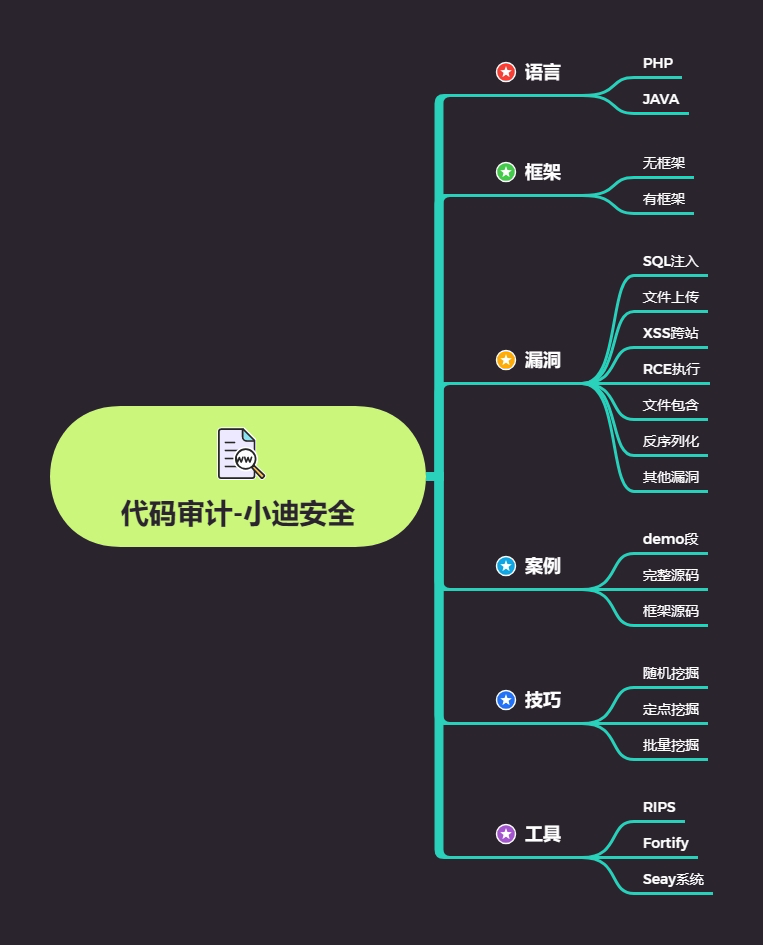 语言
PHP
JAVA
框架
无框架
有框架
漏洞
SQL注入
文件上传
XSS跨站
RCE执行
文件包含
反序列化
其他漏洞
WW
代码审计-小迪安全
案例
demo段
完整源码
框架源码
技巧
随机挖掘
定点挖掘
批量挖掘
工具
RIPS
Fortify
Seay系统